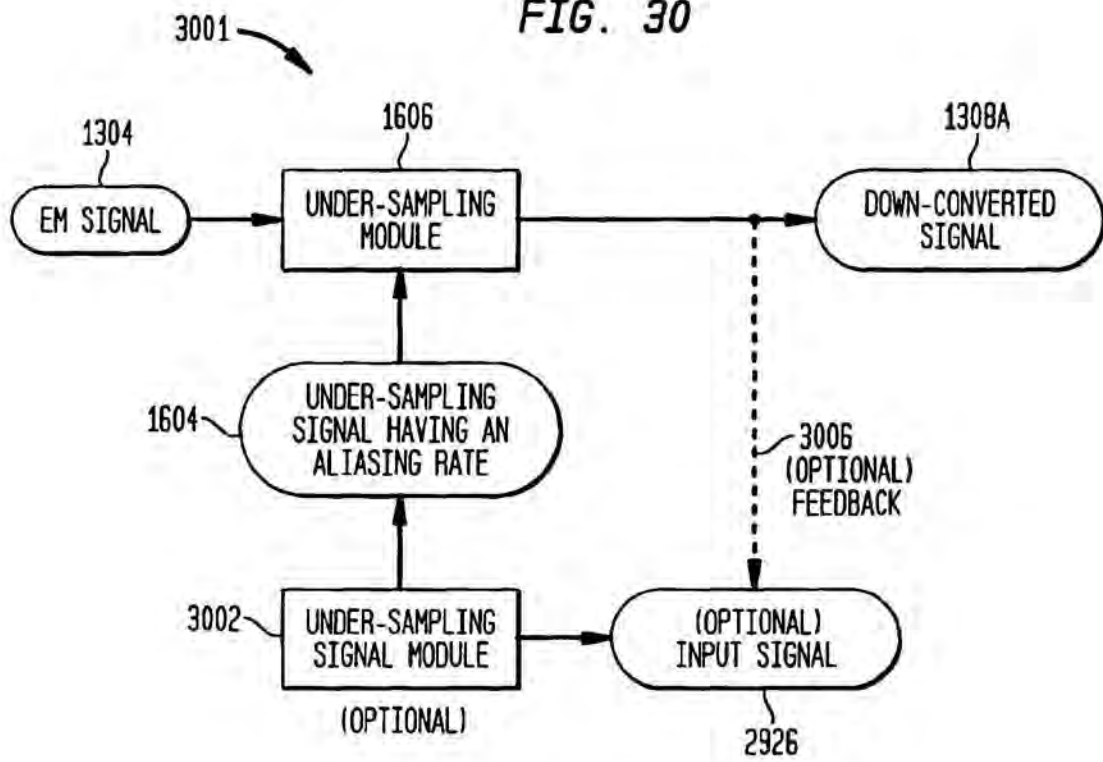 FIG. 30
3001
1304
1606
1308A
EM SIGNAL
UNDER-SAMPLING
MODULE
DOWN-CONVERTED
SIGNAL
1604
UNDER-SAMPLING
SIGNAL HAVING AN
ALIASING RATE
3006
(OPTIONAL)
FEEDBACK
3002
UNDER-SAMPLING
SIGNAL MODULE
(OPTIONAL)
(OPTIONAL)
INPUT SIGNAL
2926